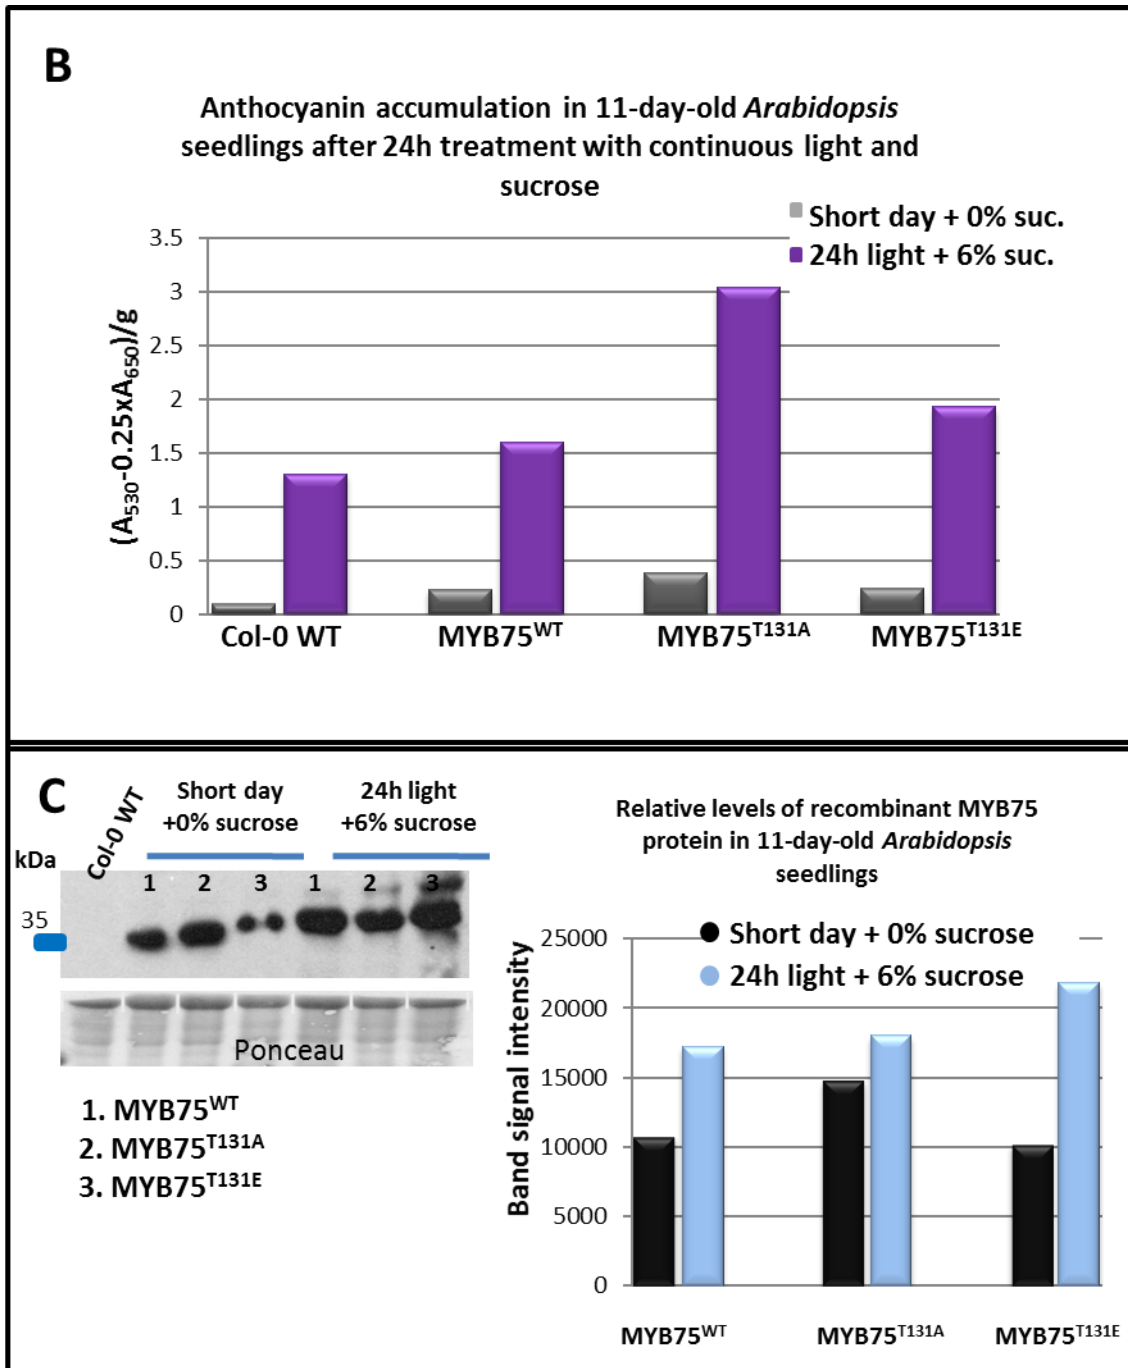 B
Anthocyanin accumulation in 11-day-old Arabidopsis
seedlings after 24h treatment with continuous light and
sucrose
Short day + 0% suc.
24h light + 6% suc.
(A530-0.25xA650)/g
3.5
3
2.5
2
1.5
1
0.5
0
Col-0 WT
MYB75WT
MYB75T131A
MYB75T131E
C
Col-0 WT
Short day
+0% sucrose
24h light
+6% sucrose
kDa
1 2 3 1 2 3
35
Ponceau
1. MYB75WT
2. MYB75T131A
3. MYB75T131E
Relative levels of recombinant MYB75
protein in 11-day-old Arabidopsis
seedlings
Short day + 0% sucrose
24h light + 6% sucrose
Band signal intensity
25000
20000
15000
10000
5000
0
MYB75WT
MYB75T131A
MYB75T131E